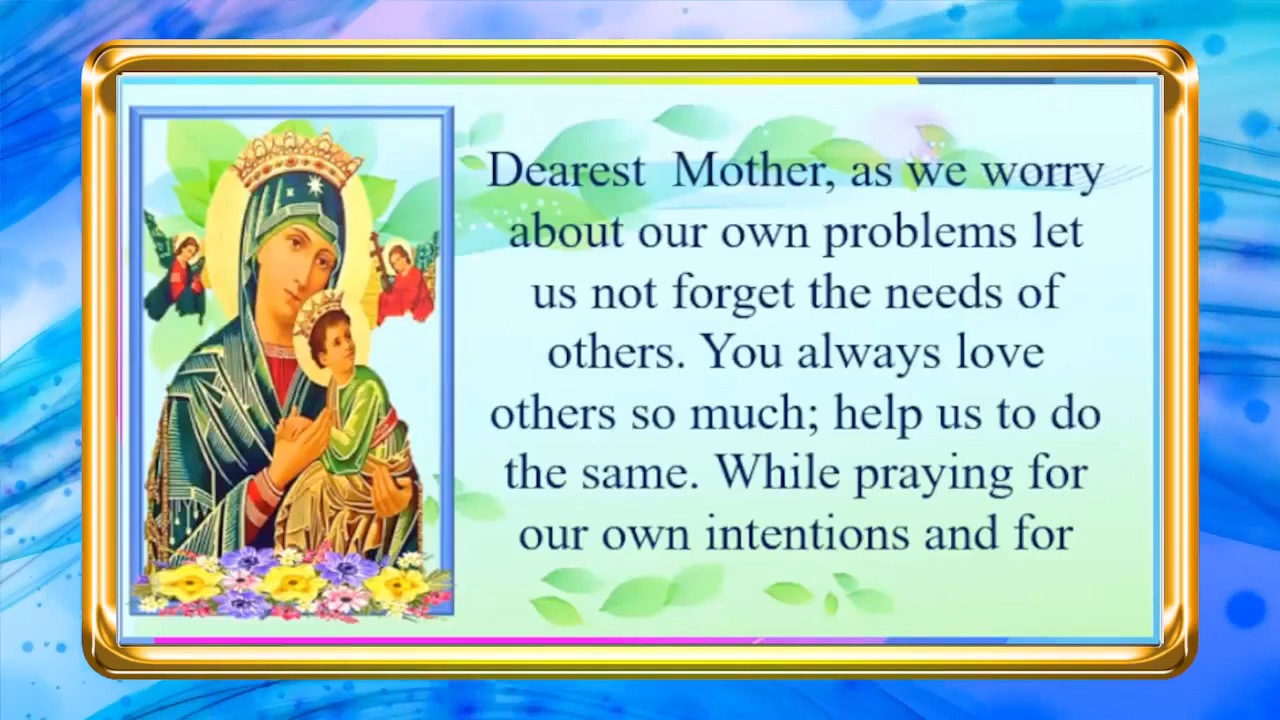 Dearest Mother, as we worry
about our own problems let
us not forget the needs of
others. You always love
others so much; help us to do
the same. While praying for
our own intentions and for